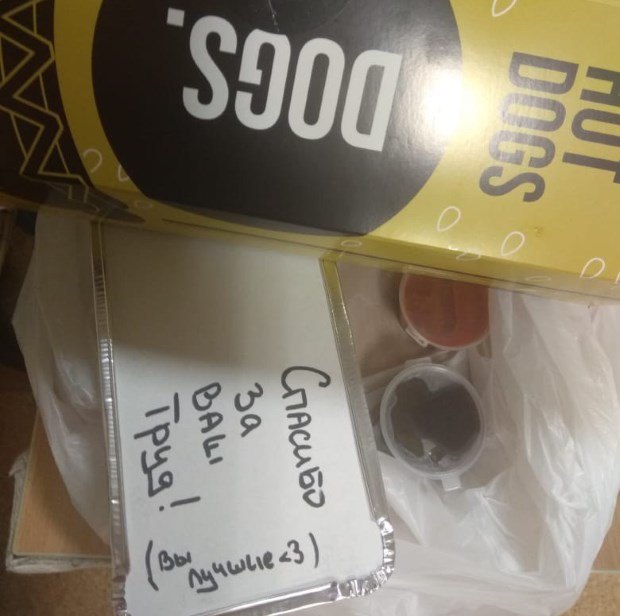 DOGS.
HOT
DOGS
Спасибо
за
ваш
Труд!
(вы
лучшие <3)